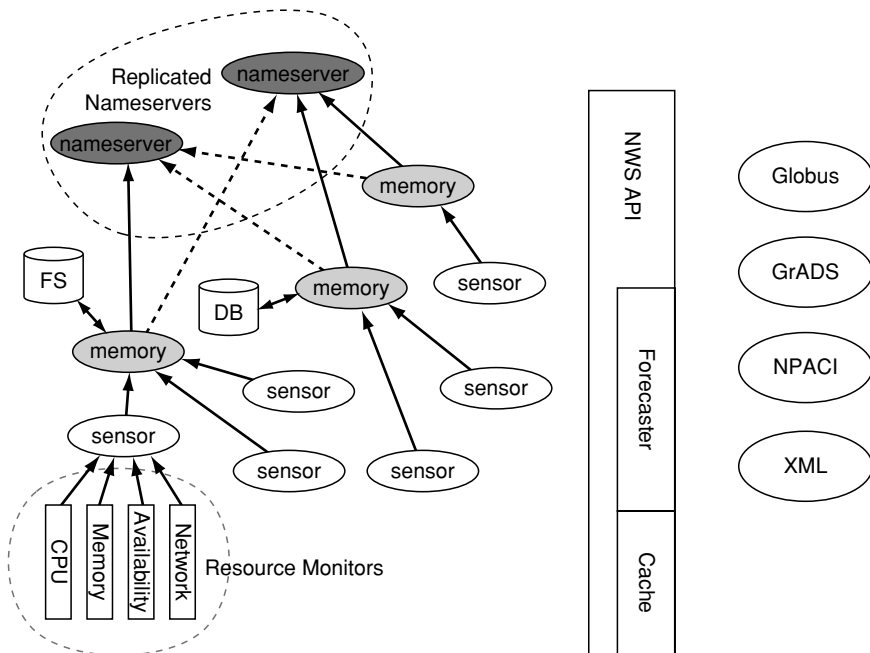 Replicated
Nameservers
nameserver
nameserver
memory
sensor
FS
DB
memory
memory
sensor
sensor
sensor
sensor
sensor
CPU
Memory
Availability
Network
Resource Monitors
NWS API
Forecaster
Cache
Globus
GrADS
NPACI
XML